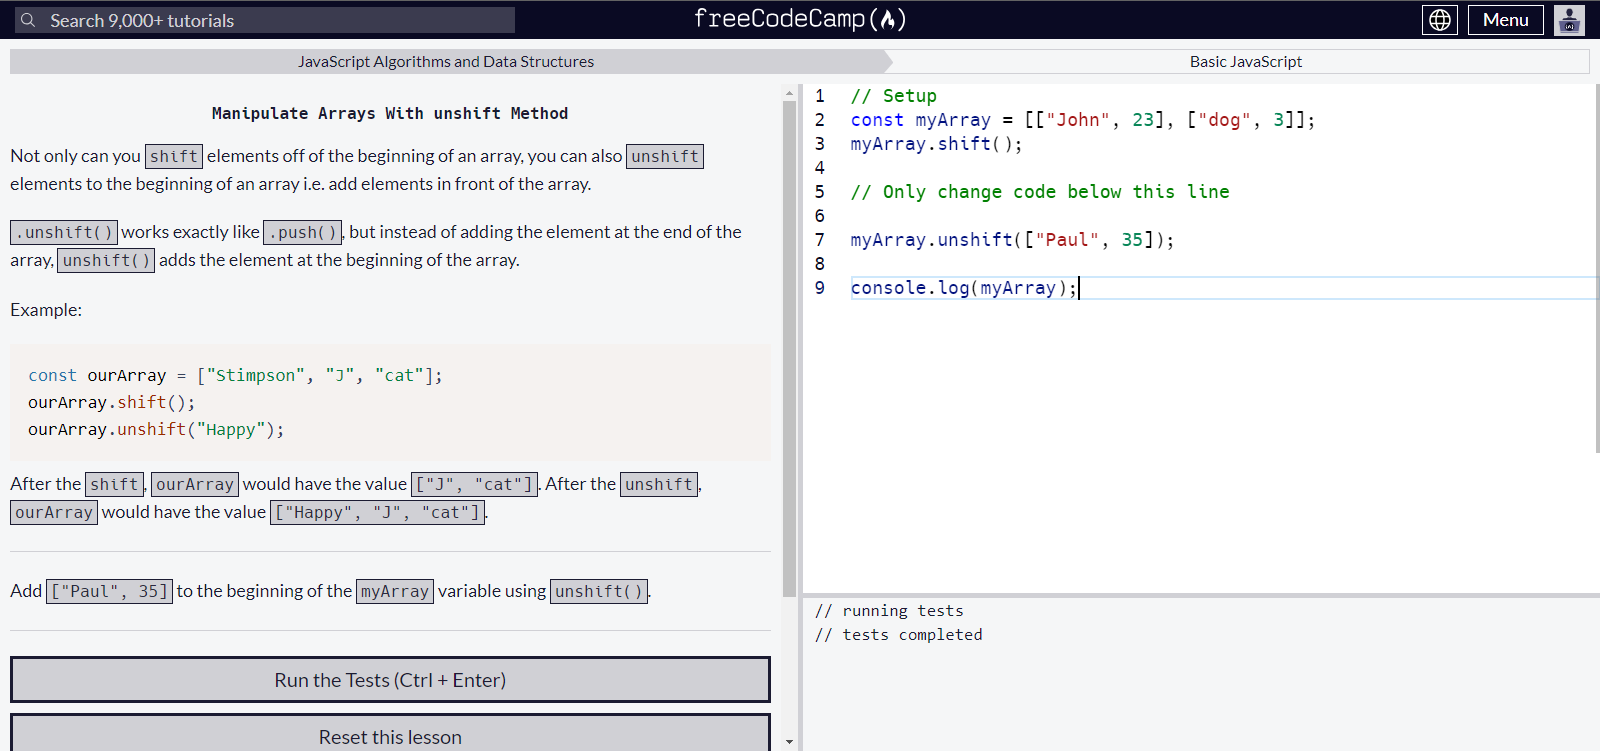 Search 9,000+ tutorials
freeCodeCamp
Menu
JavaScript Algorithms and Data Structures
Basic JavaScript
Manipulate Arrays With unshift Method
Not only can you shift elements off of the beginning of an array, you can also unshift
elements to the beginning of an array i.e. add elements in front of the array.
.unshift() works exactly like .push(), but instead of adding the element at the end of the
array, unshift() adds the element at the beginning of the array.
Example:
const ourArray = ["Stimpson", "J", "cat"];
ourArray.shift();
ourArray.unshift("Happy");
After the shift, ourArray would have the value ["J", "cat"]. After the unshift,
ourArray would have the value ["Happy", "J", "cat"].
Add ["Paul", 35] to the beginning of the myArray variable using unshift().
Run the Tests (Ctrl + Enter)
Reset this lesson
1 // Setup
2 const myArray = [["John", 23], ["dog", 3]];
3 myArray.shift();
4
5 // Only change code below this line
6
7 myArray.unshift(["Paul", 35]);
8
9 console.log(myArray);
// running tests
// tests completed